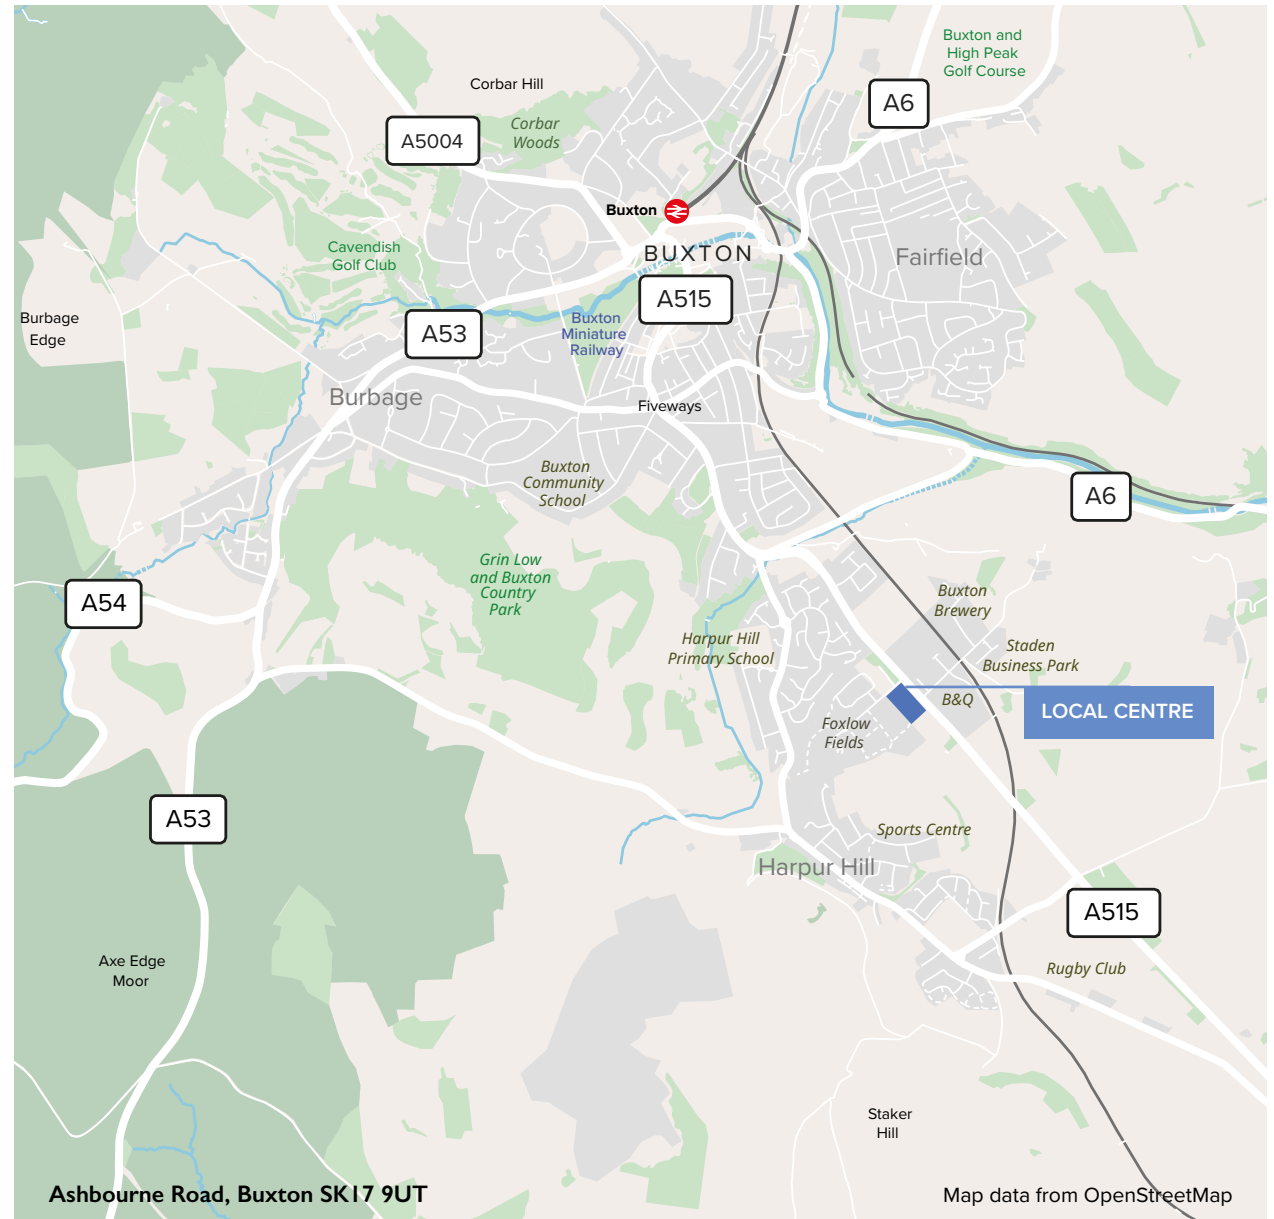 Buxton and
High Peak
Golf Course
Corbar Hill
A6
Corbar
Woods
A5004
Buxton
BUXTON
Fairfield
Cavendish
Golf Club
A515
Burbage
Edge
A53
Buxton
Miniature
Railway
Burbage
Fiveways
Buxton
Community
School
A6
Grin Low
and Buxton
Country
Park
A54
Buxton
Brewery
Harpur Hill
Primary School
Staden
Business Park
B&Q
LOCAL CENTRE
Foxlow
Fields
A53
Sports Centre
Harpur Hill
A515
Axe Edge
Moor
Rugby Club
Staker
Hill
Ashbourne Road, Buxton SK17 9UT
Map data from OpenStreetMap